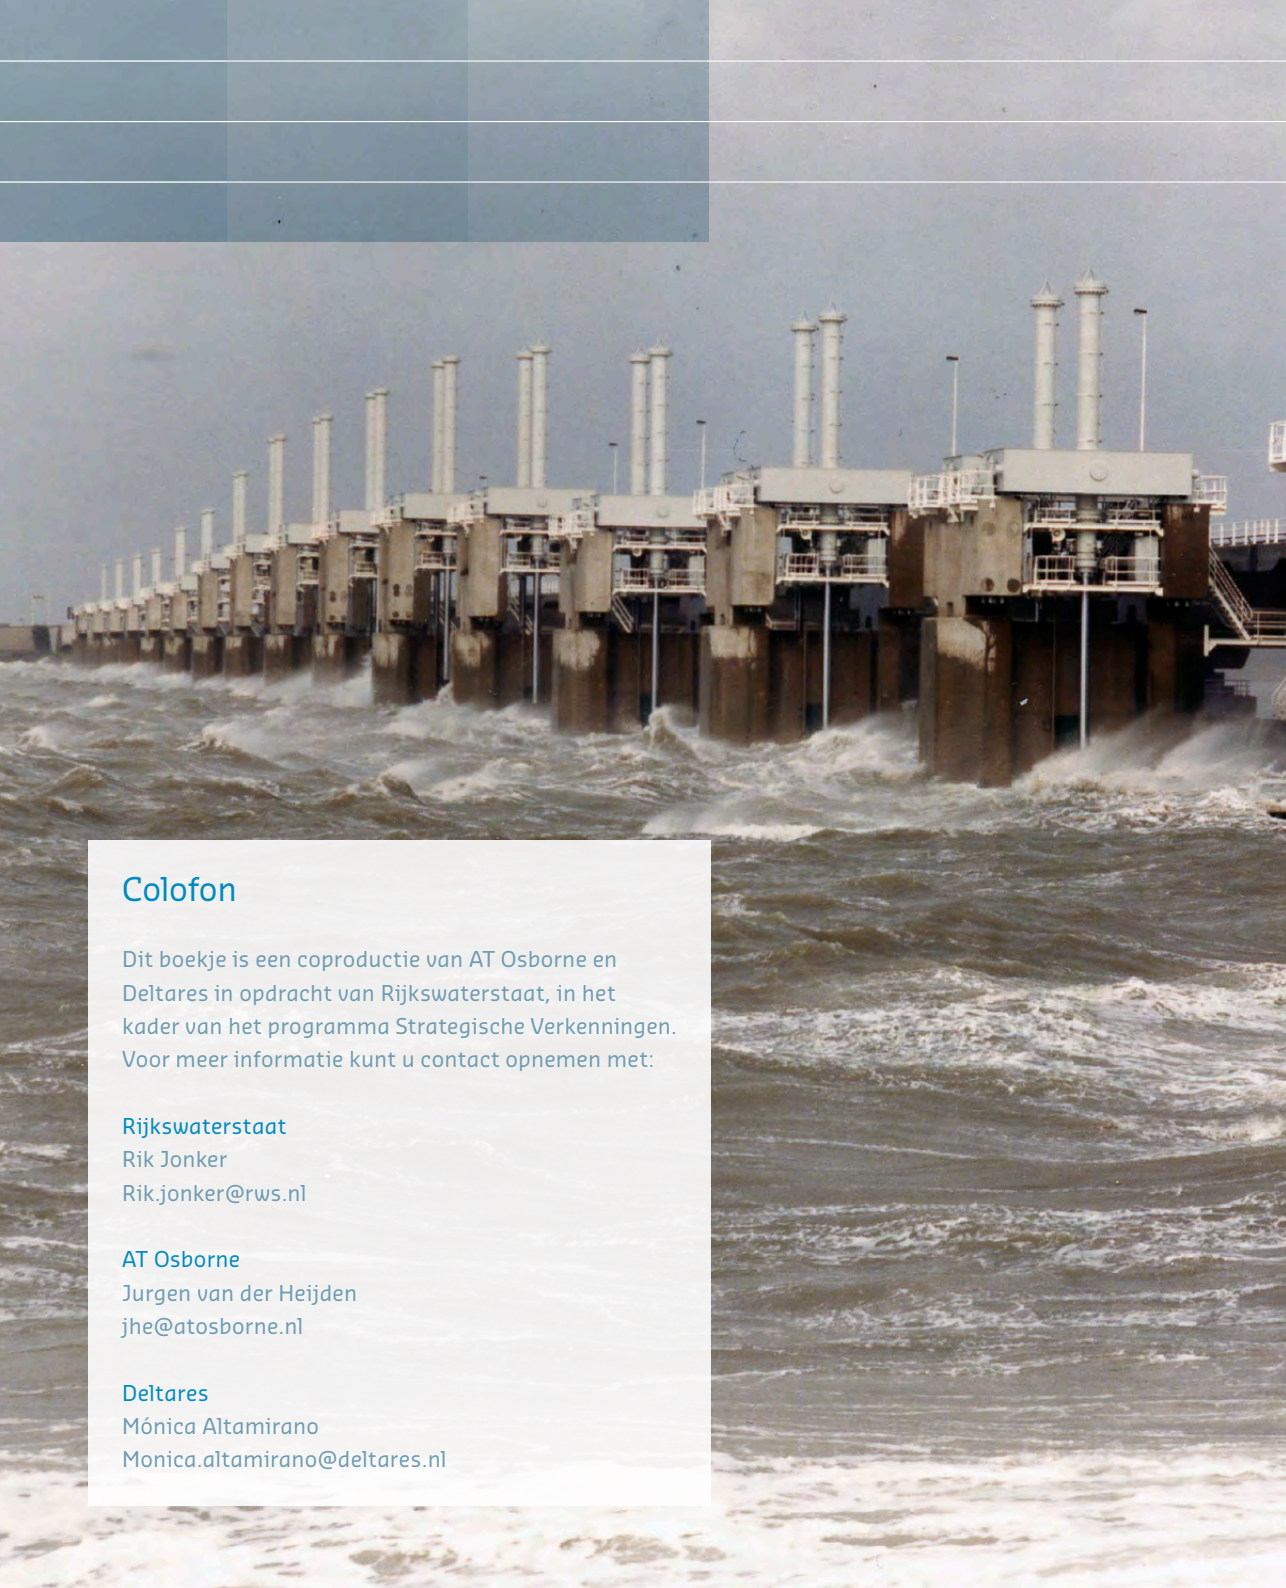 Colofon
Dit boekje is een coproductie van AT Osborne en
Deltares in opdracht van Rijkswaterstaat, in het
kader van het programma Strategische Verkenningen.
Voor meer informatie kunt u contact opnemen met:
Rijkswaterstaat
Rik Jonker
Rik.jonker@rws.nl
AT Osborne
Jurgen van der Heijden
jhe@atosborne.nl
Deltares
Mónica Altamirano
Monica.altamirano@deltares.nl